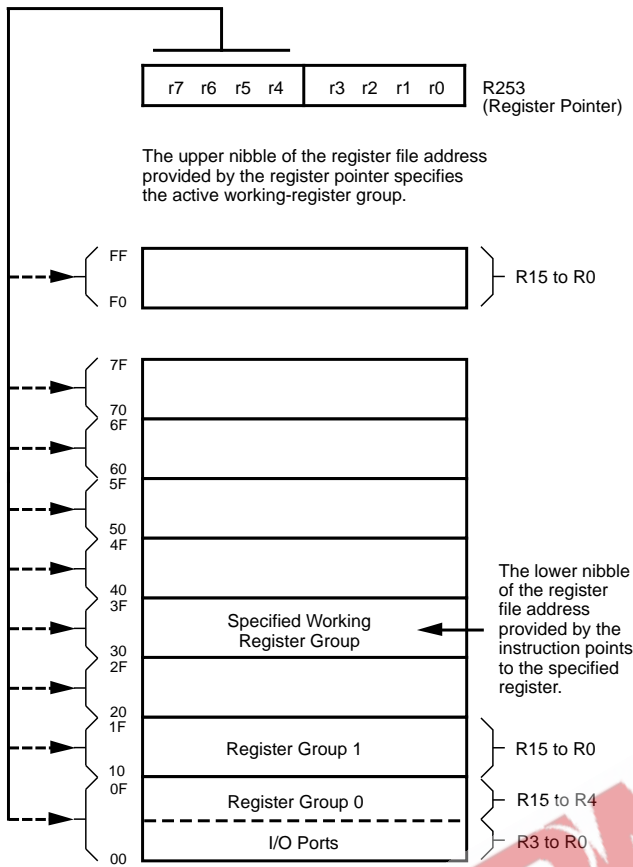 r7 r6 r5 r4 r3 r2 r1 r0
R253
(Register Pointer)
The upper nibble of the register file address
provided by the register pointer specifies
the active working-register group.
FF
F0
R15 to R0
7F
70
6F
60
5F
50
4F
40
3F
Specified Working
Register Group
The lower nibble
of the register
file address
provided by the
instruction points
to the specified
register.
30
2F
20
1F
Register Group 1
R15 to R0
10
0F
Register Group 0
R15 to R4
I/O Ports
R3 to R0
00